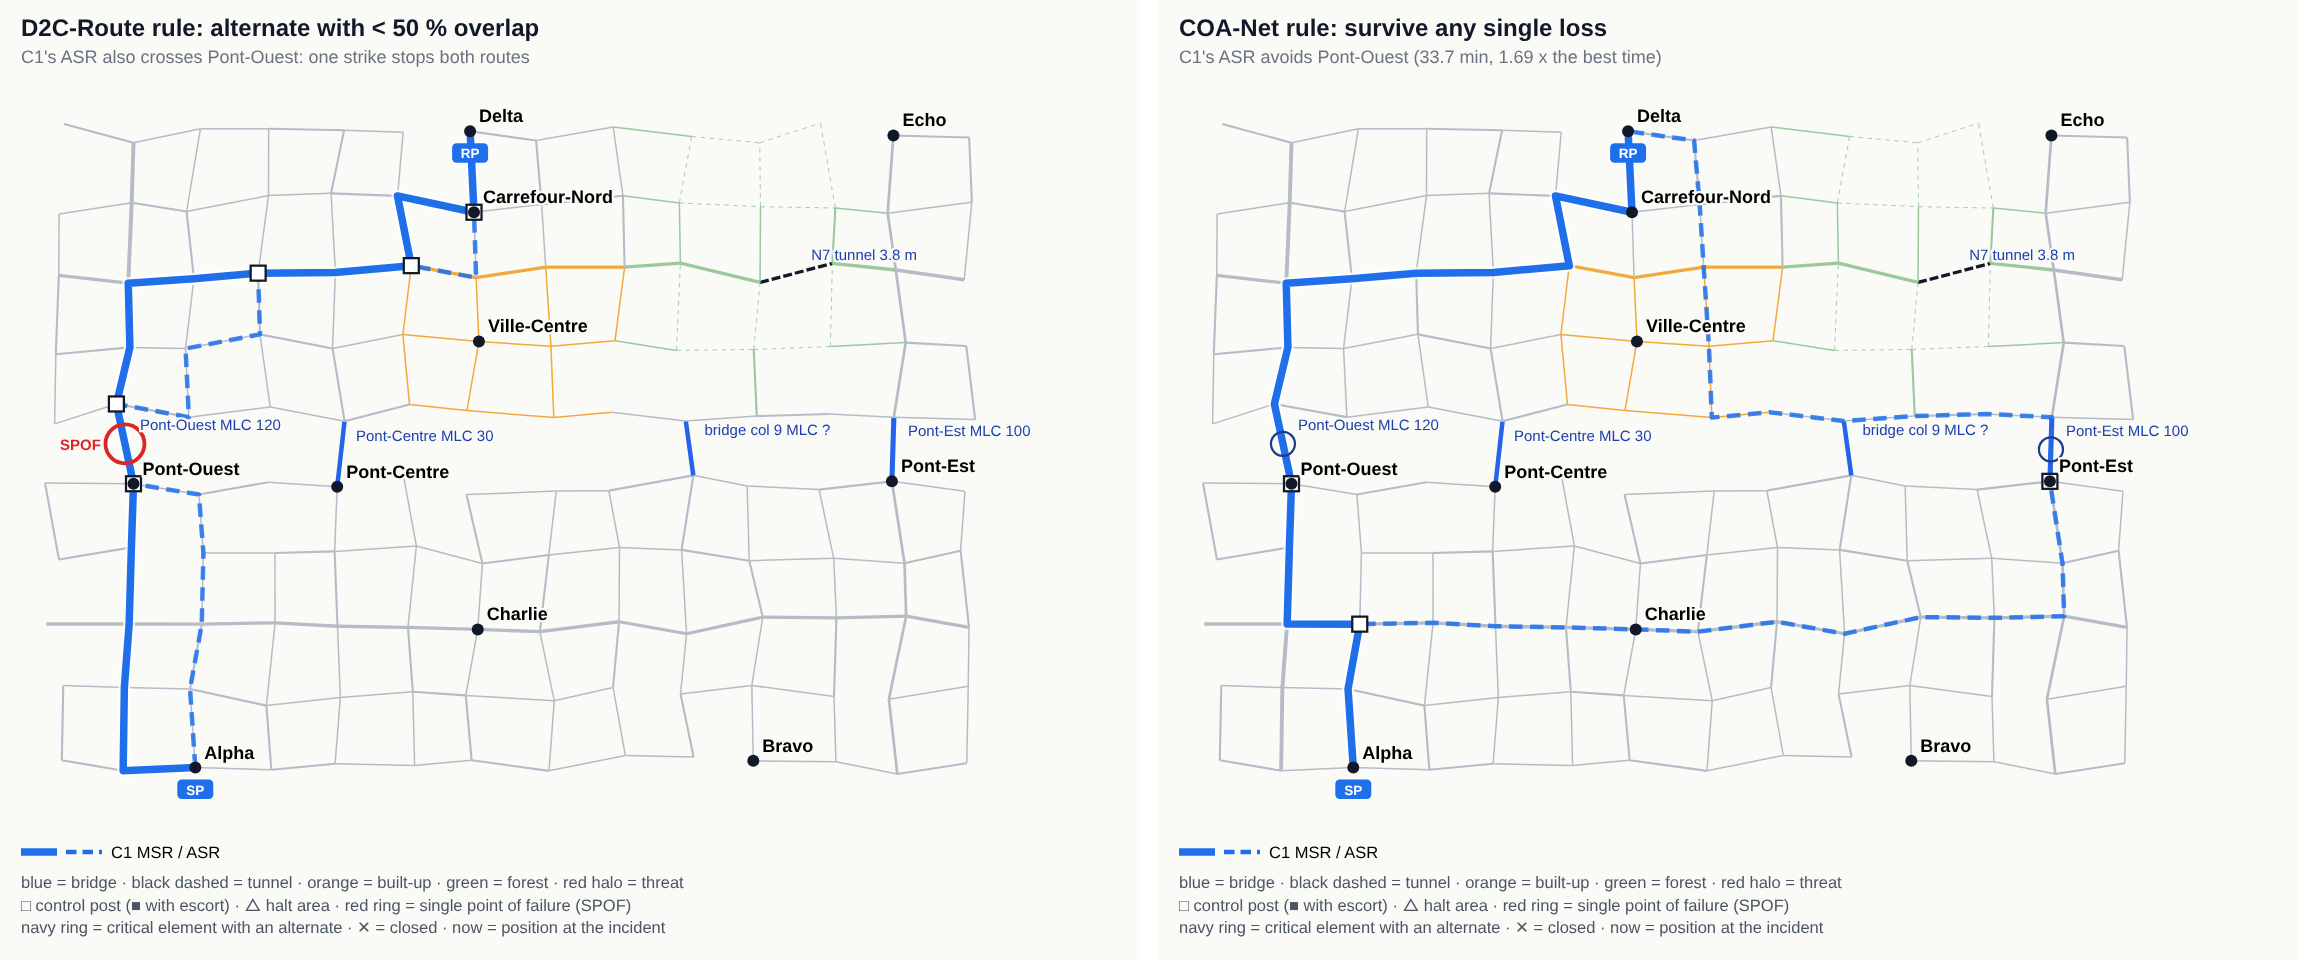 D2C-Route rule: alternate with < 50 % overlap
C1's ASR also crosses Pont-Ouest: one strike stops both routes
Delta
Echo
RP
Carrefour-Nord
N7 tunnel 3.8 m
Ville-Centre
Pont-Ouest MLC 120
Pont-Centre MLC 30
bridge col 9 MLC ?
Pont-Est MLC 100
SPOF
Pont-Ouest
Pont-Centre
Pont-Est
Charlie
Alpha
Bravo
SP
C1 MSR / ASR
blue = bridge · black dashed = tunnel · orange = built-up · green = forest · red halo = threat
□ control post (■ with escort) · △ halt area · red ring = single point of failure (SPOF)
navy ring = critical element with an alternate · ✕ = closed · now = position at the incident
COA-Net rule: survive any single loss
C1's ASR avoids Pont-Ouest (33.7 min, 1.69 x the best time)
Delta
Echo
RP
Carrefour-Nord
N7 tunnel 3.8 m
Ville-Centre
Pont-Ouest MLC 120
Pont-Centre MLC 30
bridge col 9 MLC ?
Pont-Est MLC 100
Pont-Ouest
Pont-Centre
Pont-Est
Charlie
Alpha
Bravo
SP
C1 MSR / ASR
blue = bridge · black dashed = tunnel · orange = built-up · green = forest · red halo = threat
□ control post (■ with escort) · △ halt area · red ring = single point of failure (SPOF)
navy ring = critical element with an alternate · ✕ = closed · now = position at the incident